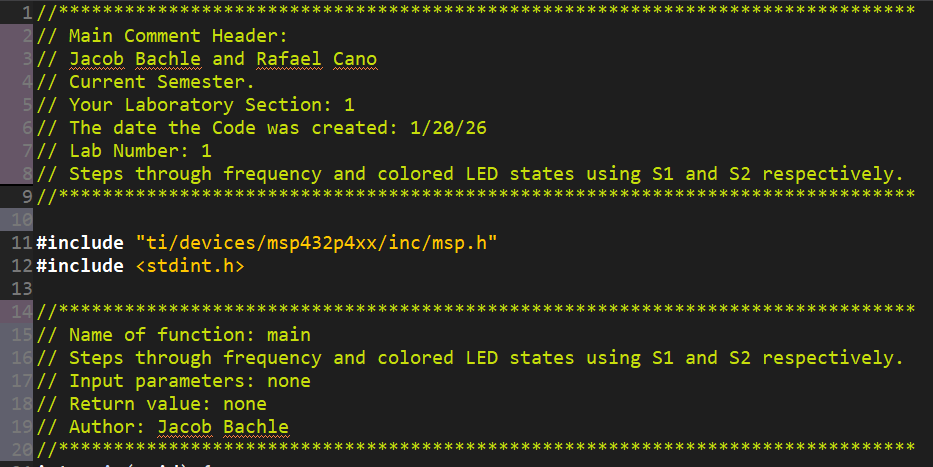 1//******************************************************************************
2// Main Comment Header:
3// Jacob Bachle and Rafael Cano
4// Current Semester.
5// Your Laboratory Section: 1
6// The date the Code was created: 1/20/26
7// Lab Number: 1
8// Steps through frequency and colored LED states using S1 and S2 respectively.
9//******************************************************************************
10
11#include "ti/devices/msp432p4xx/inc/msp.h"
12#include <stdint.h>
13
14//******************************************************************************
15// Name of function: main
16// Steps through frequency and colored LED states using S1 and S2 respectively.
17// Input parameters: none
18// Return value: none
19// Author: Jacob Bachle
20//******************************************************************************